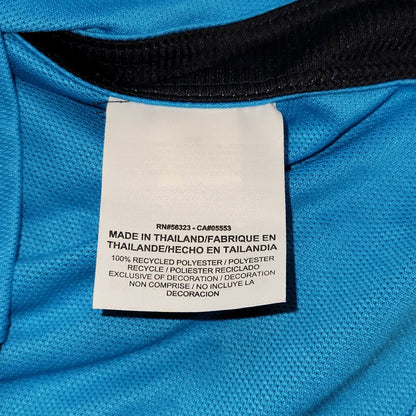 RN#56323 - CA#05553
MADE IN THAILAND/FABRIQUE EN
THAILANDE/HECHO EN TAILANDIA
100% RECYCLED POLYESTER / POLYESTER
RECYCLE / POLIESTER RECICLADO
EXCLUSIVE OF DECORATION / DECORATION
NON COMPRISE / NO INCLUYE LA
DECORACION